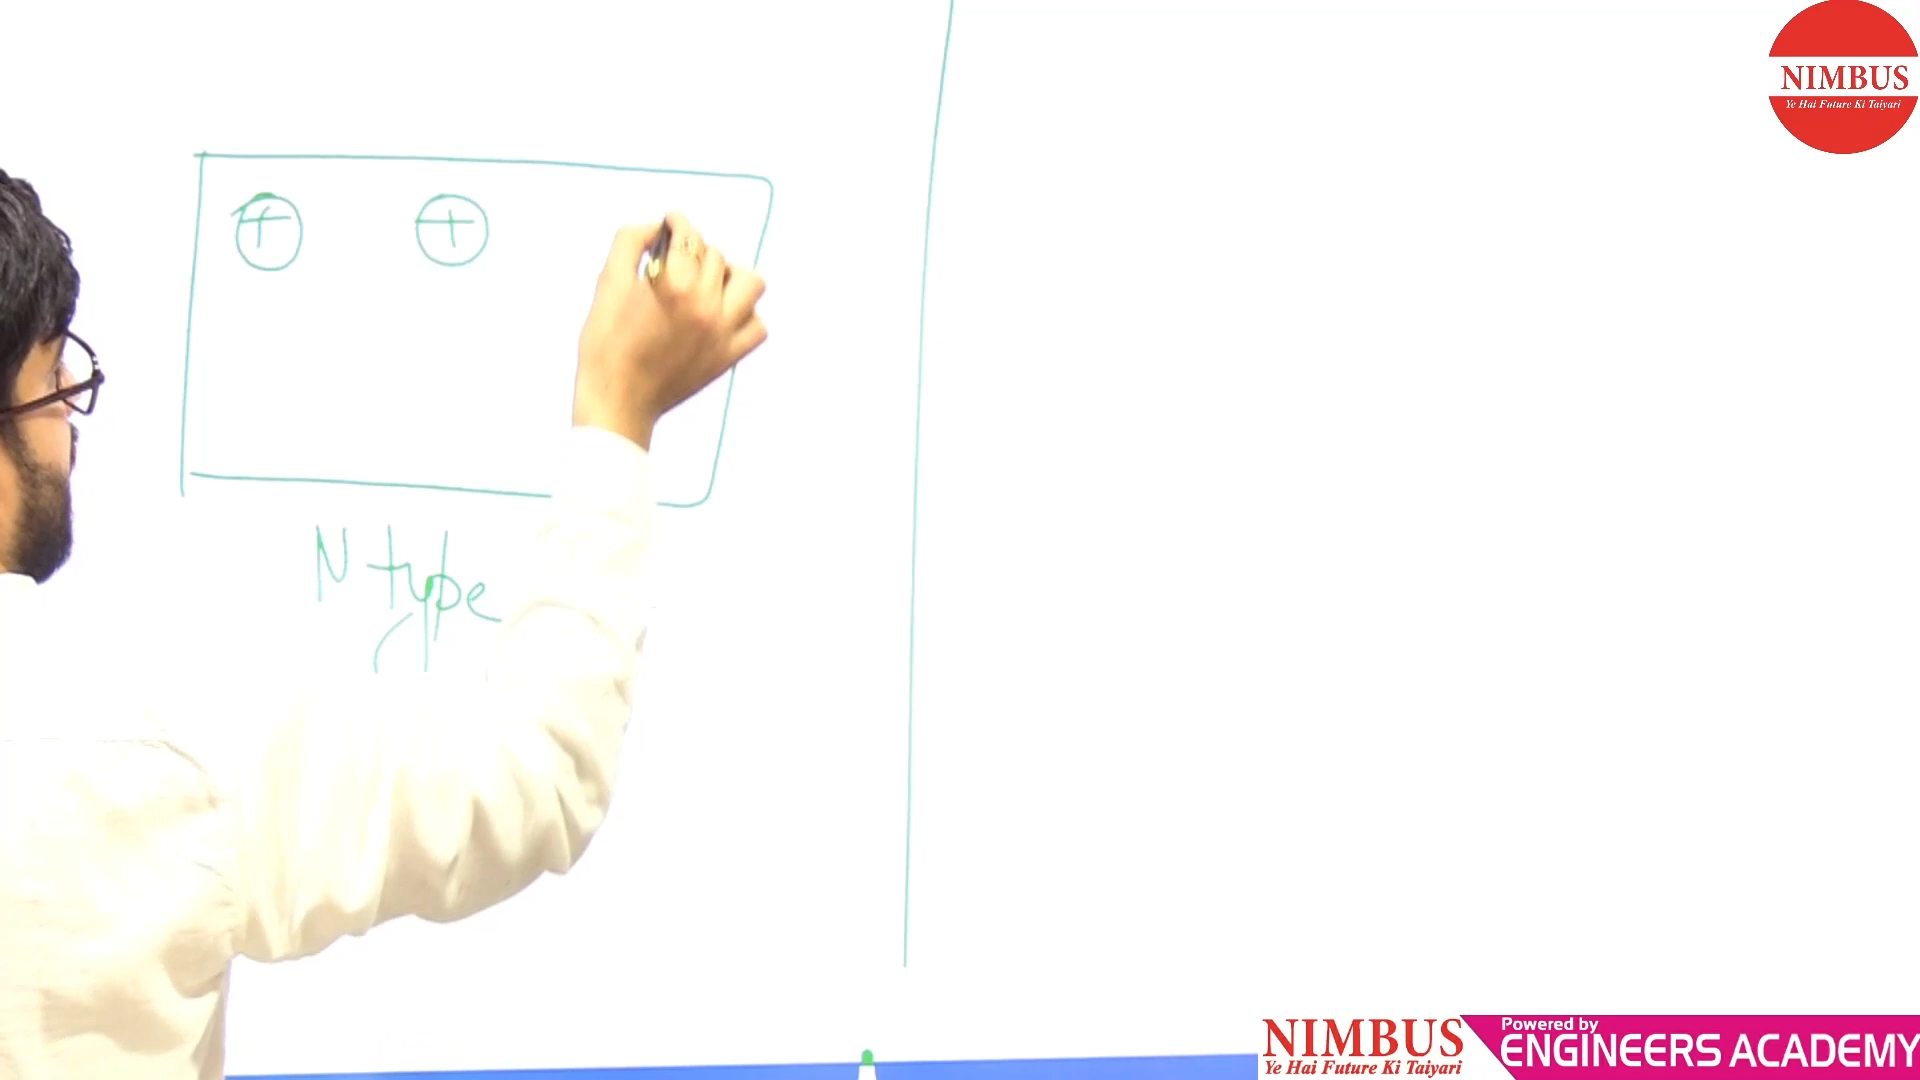 NIMBUS
Ye Hai Future Ki Taiyari
+ +
N type
NIMBUS
Ye Hai Future Ki Taiyari
Powered by
ENGINEERS ACADEMY